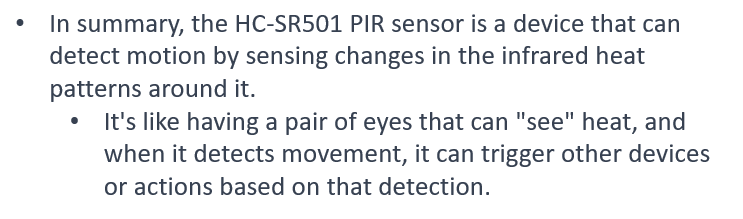 • In summary, the HC-SR501 PIR sensor is a device that can
detect motion by sensing changes in the infrared heat
patterns around it.
• It's like having a pair of eyes that can "see" heat, and
when it detects movement, it can trigger other devices
or actions based on that detection.